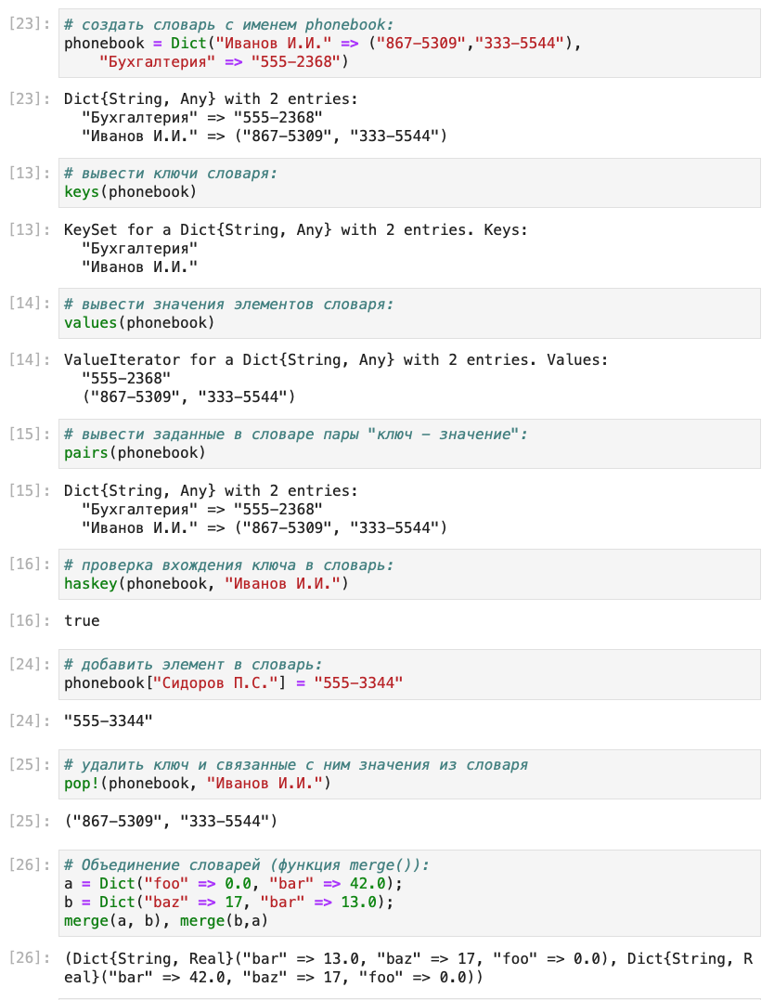 [23]: # создать словарь с именем phonebook:
phonebook = Dict("Иванов И.И." => ("867-5309","333-5544"),
    "Бухгалтерия" => "555-2368")
[23]: Dict{String, Any} with 2 entries:
  "Бухгалтерия" => "555-2368"
  "Иванов И.И." => ("867-5309", "333-5544")
[13]: # вывести ключи словаря:
keys(phonebook)
[13]: KeySet for a Dict{String, Any} with 2 entries. Keys:
  "Бухгалтерия"
  "Иванов И.И."
[14]: # вывести значения элементов словаря:
values(phonebook)
[14]: ValueIterator for a Dict{String, Any} with 2 entries. Values:
  "555-2368"
  ("867-5309", "333-5544")
[15]: # вывести заданные в словаре пары "ключ - значение":
pairs(phonebook)
[15]: Dict{String, Any} with 2 entries:
  "Бухгалтерия" => "555-2368"
  "Иванов И.И." => ("867-5309", "333-5544")
[16]: # проверка вхождения ключа в словарь:
haskey(phonebook, "Иванов И.И.")
[16]: true
[24]: # добавить элемент в словарь:
phonebook["Сидоров П.С."] = "555-3344"
[24]: "555-3344"
[25]: # удалить ключ и связанные с ним значения из словаря
pop!(phonebook, "Иванов И.И.")
[25]: ("867-5309", "333-5544")
[26]: # Объединение словарей (функция merge()):
a = Dict("foo" => 0.0, "bar" => 42.0);
b = Dict("baz" => 17, "bar" => 13.0);
merge(a, b), merge(b,a)
[26]: (Dict{String, Real}("bar" => 13.0, "baz" => 17, "foo" => 0.0), Dict{String, R
eal}("bar" => 42.0, "baz" => 17, "foo" => 0.0))